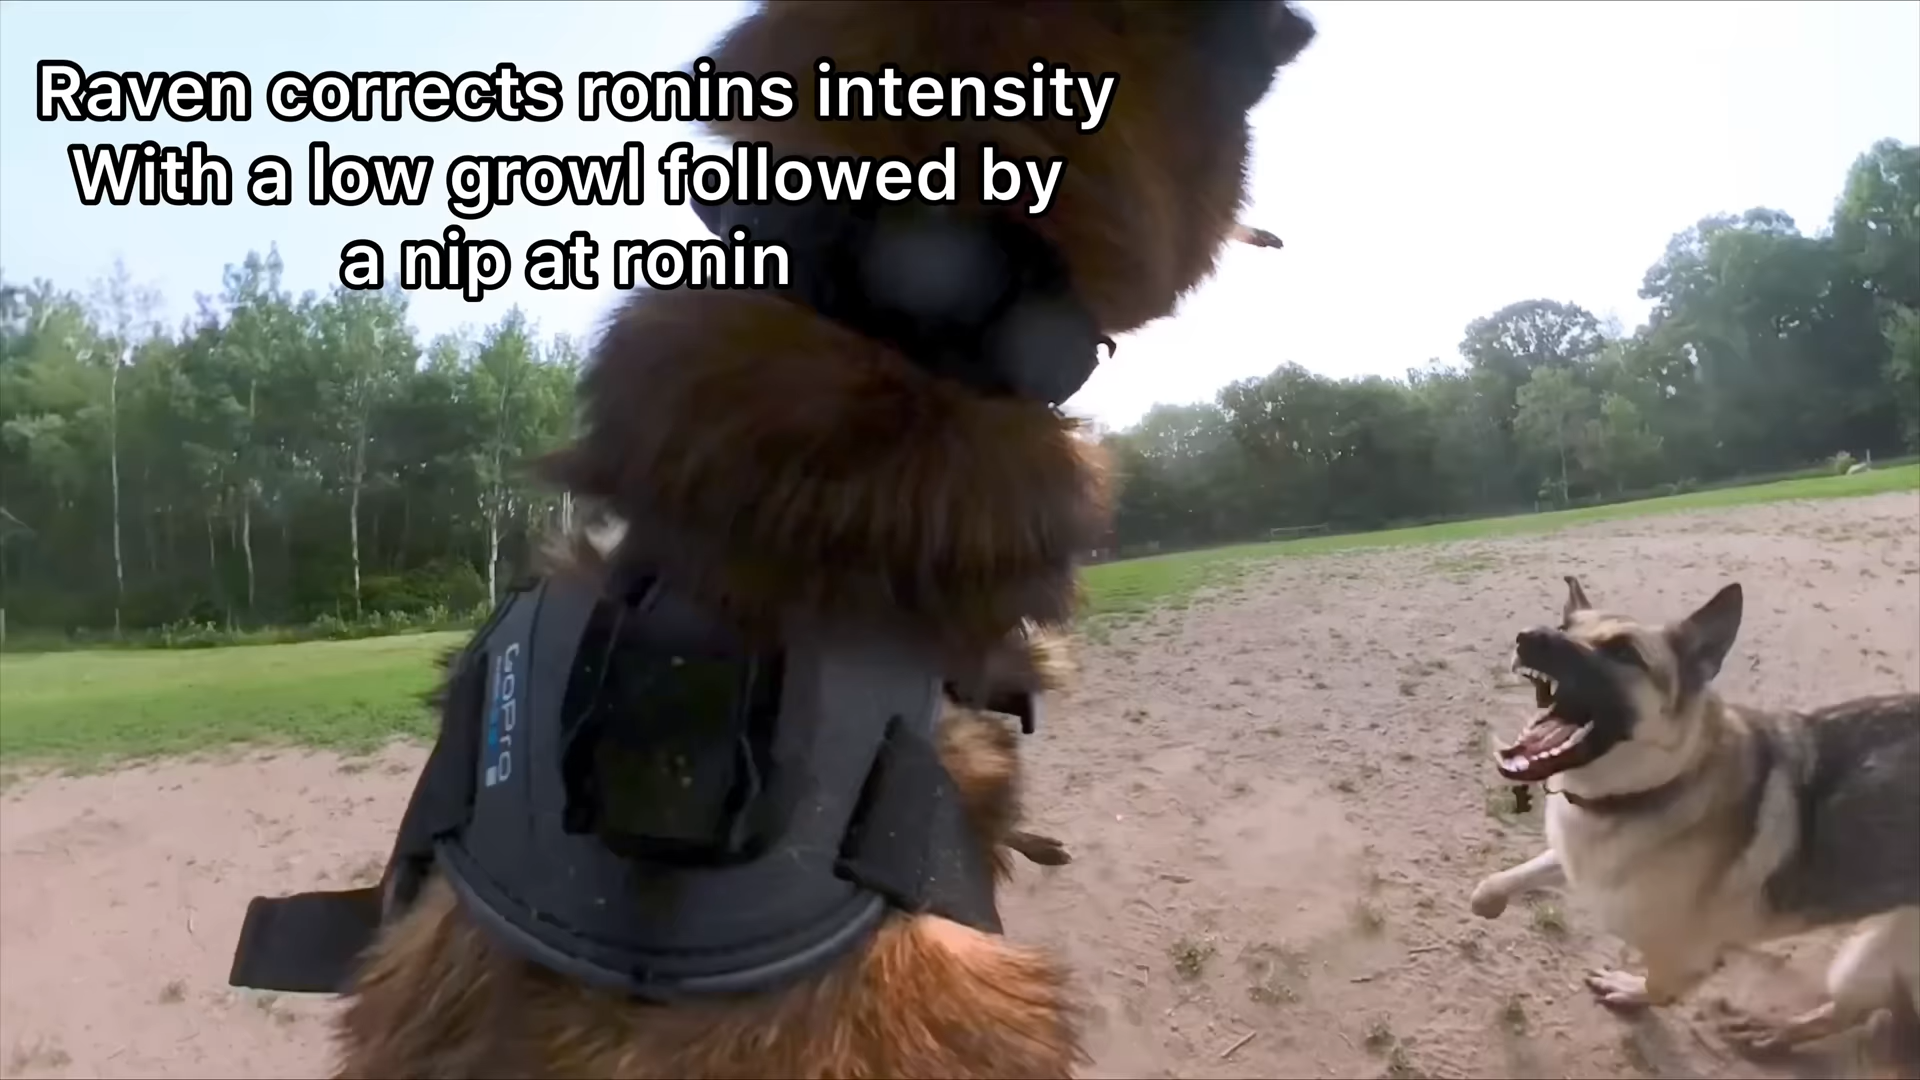 Raven corrects ronins intensity
With a low growl followed by
a nip at ronin
GoPro